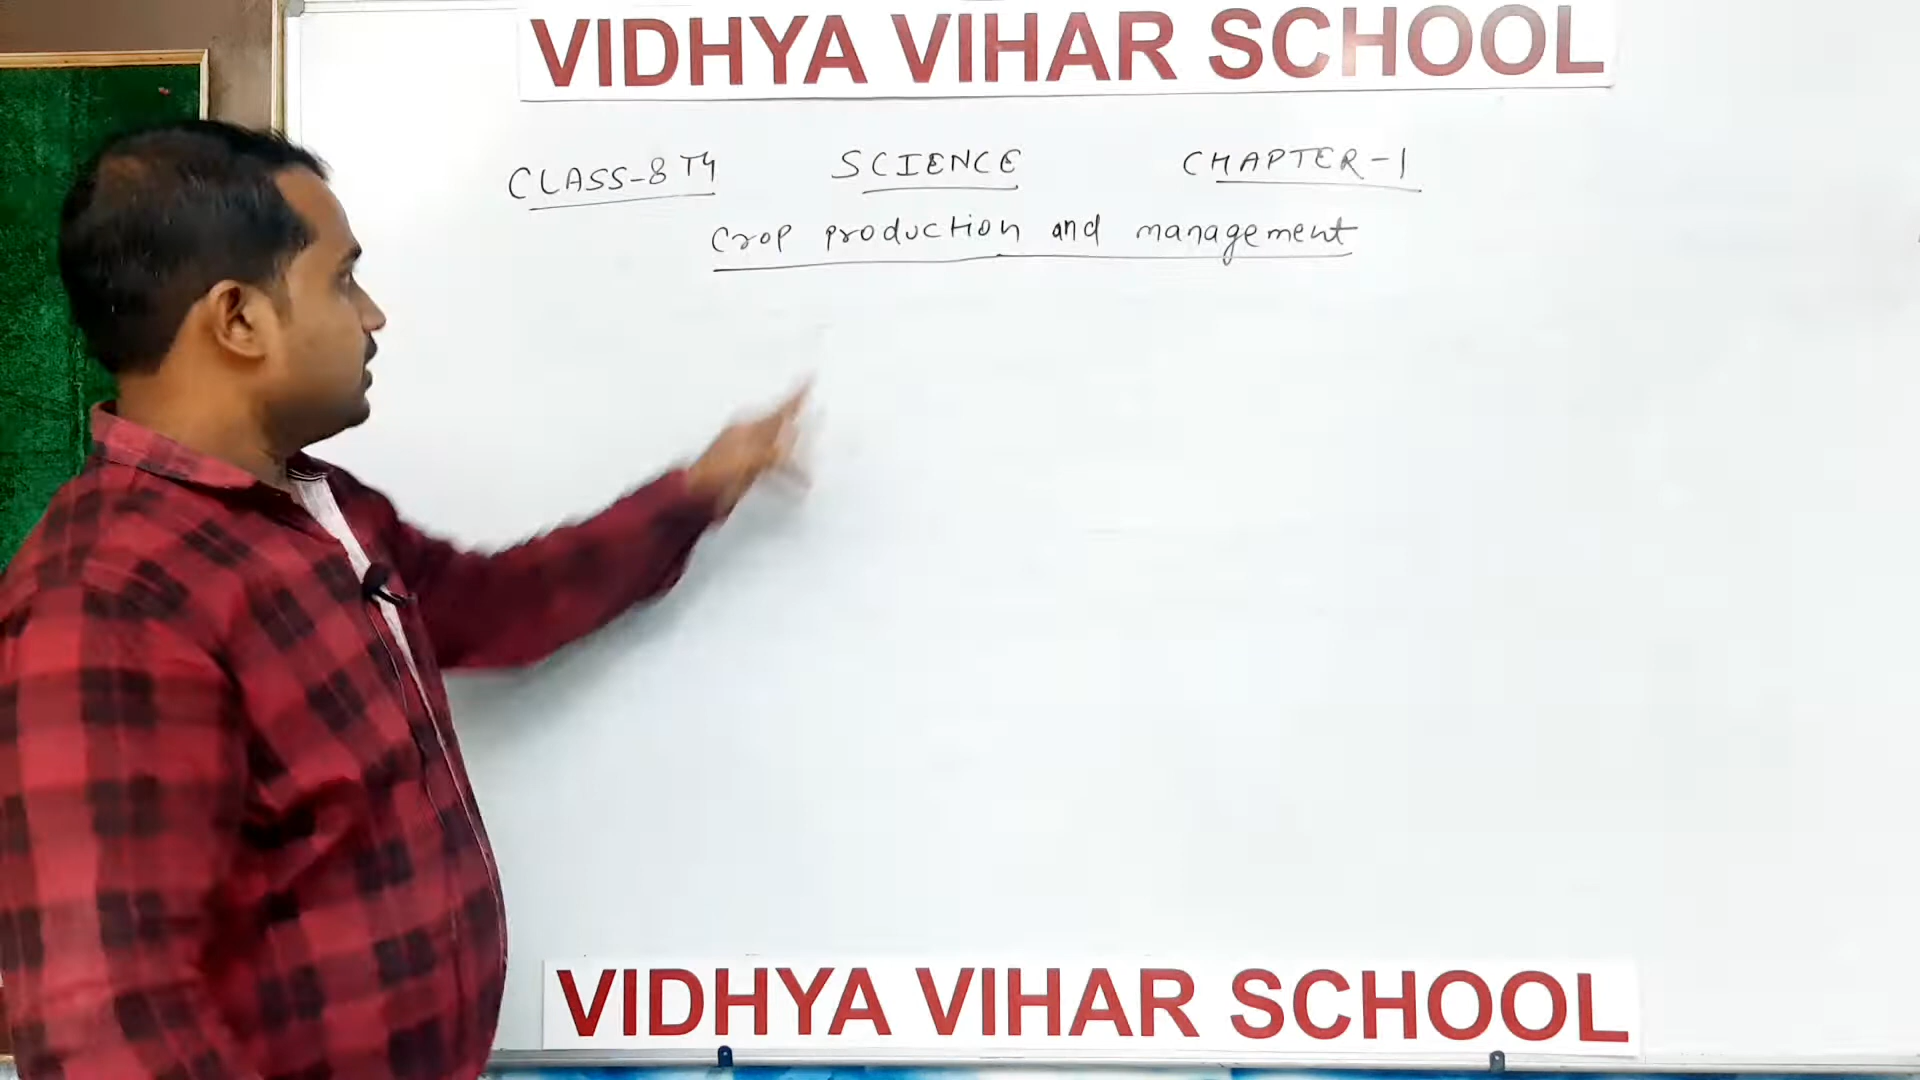 VIDHYA VIHAR SCHOOL
CLASS-8TH SCIENCE CHAPTER-1
Crop production and management
VIDHYA VIHAR SCHOOL